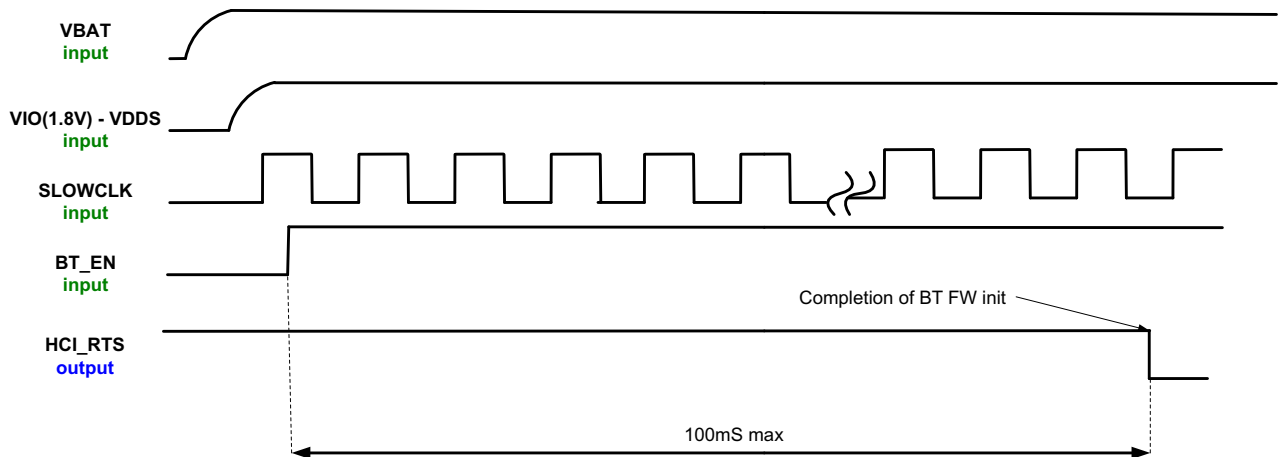 VBAT
input
VIO(1.8V) - VDDS
input
SLOWCLK
input
BT_EN
input
Completion of BT FW init
HCI_RTS
output
100mS max